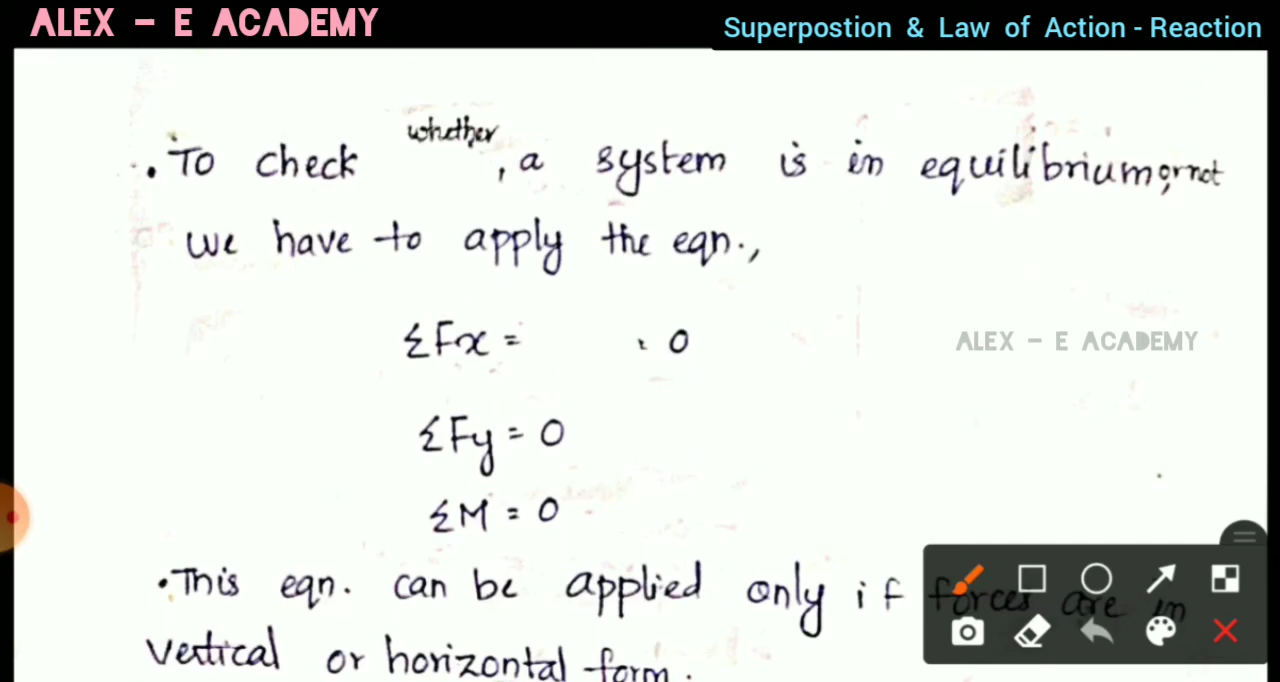 ALEX - E ACADEMY
Superpostion & Law of Action - Reaction
whether
. To check , a system is in equilibrium or not
we have to apply the eqn.,
ΣFx = 0
ALEX - E ACADEMY
ΣFy = 0
ΣM = 0
• This eqn. can be applied only if forces are in
vertical or horizontal form.